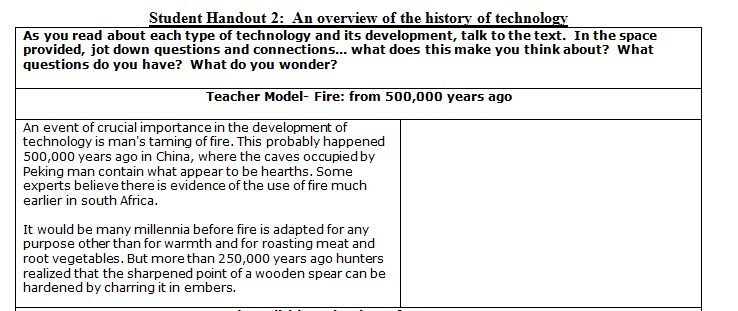 Student Handout 2:  An overview of the history of technology
As you read about each type of technology and its development, talk to the text.  In the space
provided, jot down questions and connections... what does this make you think about?  What
questions do you have?  What do you wonder?
Teacher Model- Fire: from 500,000 years ago
An event of crucial importance in the development of
technology is man's taming of fire. This probably happened
500,000 years ago in China, where the caves occupied by
Peking man contain what appear to be hearths. Some
experts believe there is evidence of the use of fire much
earlier in south Africa.
It would be many millennia before fire is adapted for any
purpose other than for warmth and for roasting meat and
root vegetables. But more than 250,000 years ago hunters
realized that the sharpened point of a wooden spear can be
hardened by charring it in embers.